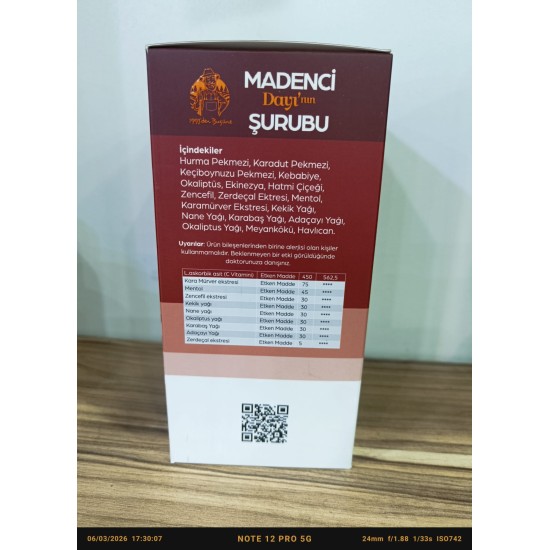 MADENCİ
Dayı'nın
ŞURUBU
İçindekiler
Hurma Pekmezi, Karadut Pekmezi,
Keçiboynuzu Pekmezi, Kebabiye,
Okaliptüs, Ekinezya, Hatmi Çiçeği,
Zencefil, Zerdeçal Ektresi, Mentol,
Karamürver Ekstresi, Kekik Yağı,
Nane Yağı, Karabaş Yağı, Adaçayı Yağı,
Okaliptus Yağı, Meyankökü, Havlıcan.
Uyarılar: Ürün bileşenlerinden birine alerjisi olan kişiler
kullanmamalıdır. Beklenmeyen bir etki görüldüğünde
doktorunuza danışınız.
L.askorbik asit (C Vitamini) Etken Madde 450 562,5
Kara Mürver ekstresi Etken Madde 75 ****
Mentol Etken Madde 45 ****
Zencefil ekstresi Etken Madde 30 ****
Kekik yağı Etken Madde 30 ****
Nane yağı Etken Madde 30 ****
Okaliptus yağı Etken Madde 30 ****
Karabaş Yağı Etken Madde 30 ****
Adaçayı Yağı Etken Madde 30 ****
Zerdeçal ekstresi Etken Madde 5 ****
06/03/2026 17:30:07 NOTE 12 PRO 5G 24mm f/1.88 1/33s ISO742